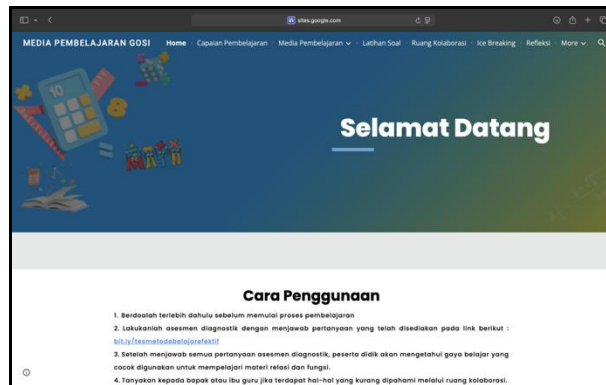 sites.google.com
MEDIA PEMBELAJARAN GOSI Home Capaian Pembelajaran Media Pembelajaran Latihan Soal Ruang Kolaborasi Ice Breaking Refleksi More
10
8
MATH
Selamat Datang
Cara Penggunaan
1. Berdoalah terlebih dahulu sebelum memulai proses pembelajaran
2. Lakukanlah asesmen diagnostik dengan menjawab pertanyaan yang telah disediakan pada link berikut :
bit.ly/tesmetodebelajarefektif
3. Setelah menjawab semua pertanyaan asesmen diagnostik, peserta didik akan mengetahui gaya belajar yang
cocok digunakan untuk mempelajari materi relasi dan fungsi.
4. Tanyakan kepada bapak atau ibu guru jika terdapat hal-hal yang kurang dipahami melalui ruang kolaborasi.